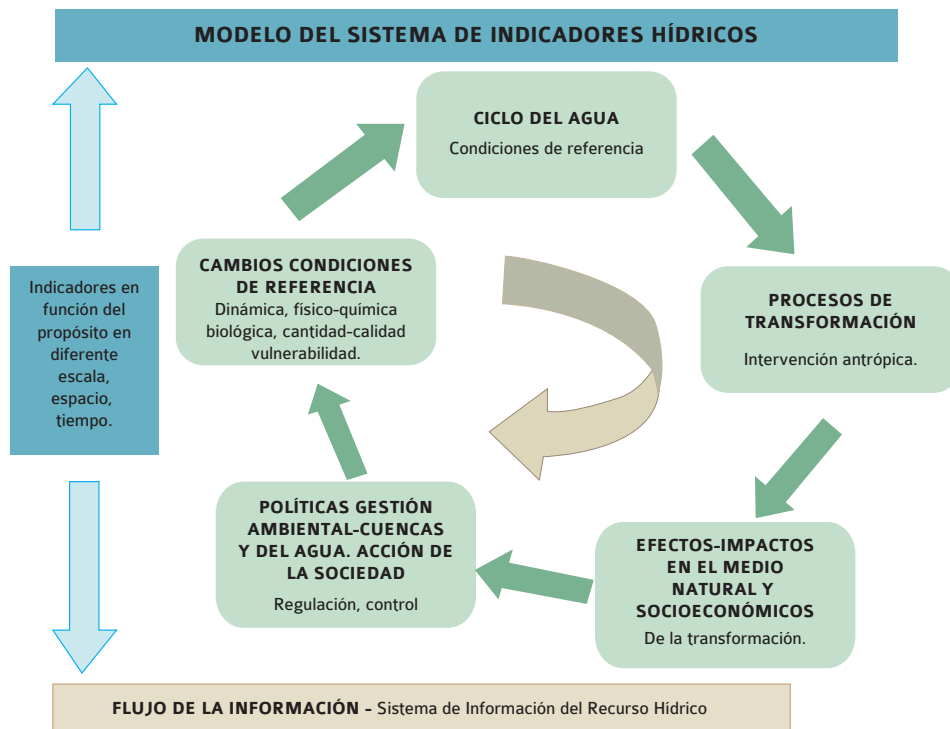 MODELO DEL SISTEMA DE INDICADORES HÍDRICOS
CICLO DEL AGUA
Condiciones de referencia
CAMBIOS CONDICIONES
DE REFERENCIA
Dinámica, físico-química
biológica, cantidad-calidad
vulnerabilidad.
PROCESOS DE
TRANSFORMACIÓN
Intervención antrópica.
Indicadores en
función del
propósito en
diferente
escala,
espacio,
tiempo.
POLÍTICAS GESTIÓN
AMBIENTAL-CUENCAS
Y DEL AGUA. ACCIÓN DE
LA SOCIEDAD
Regulación, control
EFECTOS-IMPACTOS
EN EL MEDIO
NATURAL Y
SOCIOECONÓMICOS
De la transformación.
FLUJO DE LA INFORMACIÓN - Sistema de Información del Recurso Hídrico